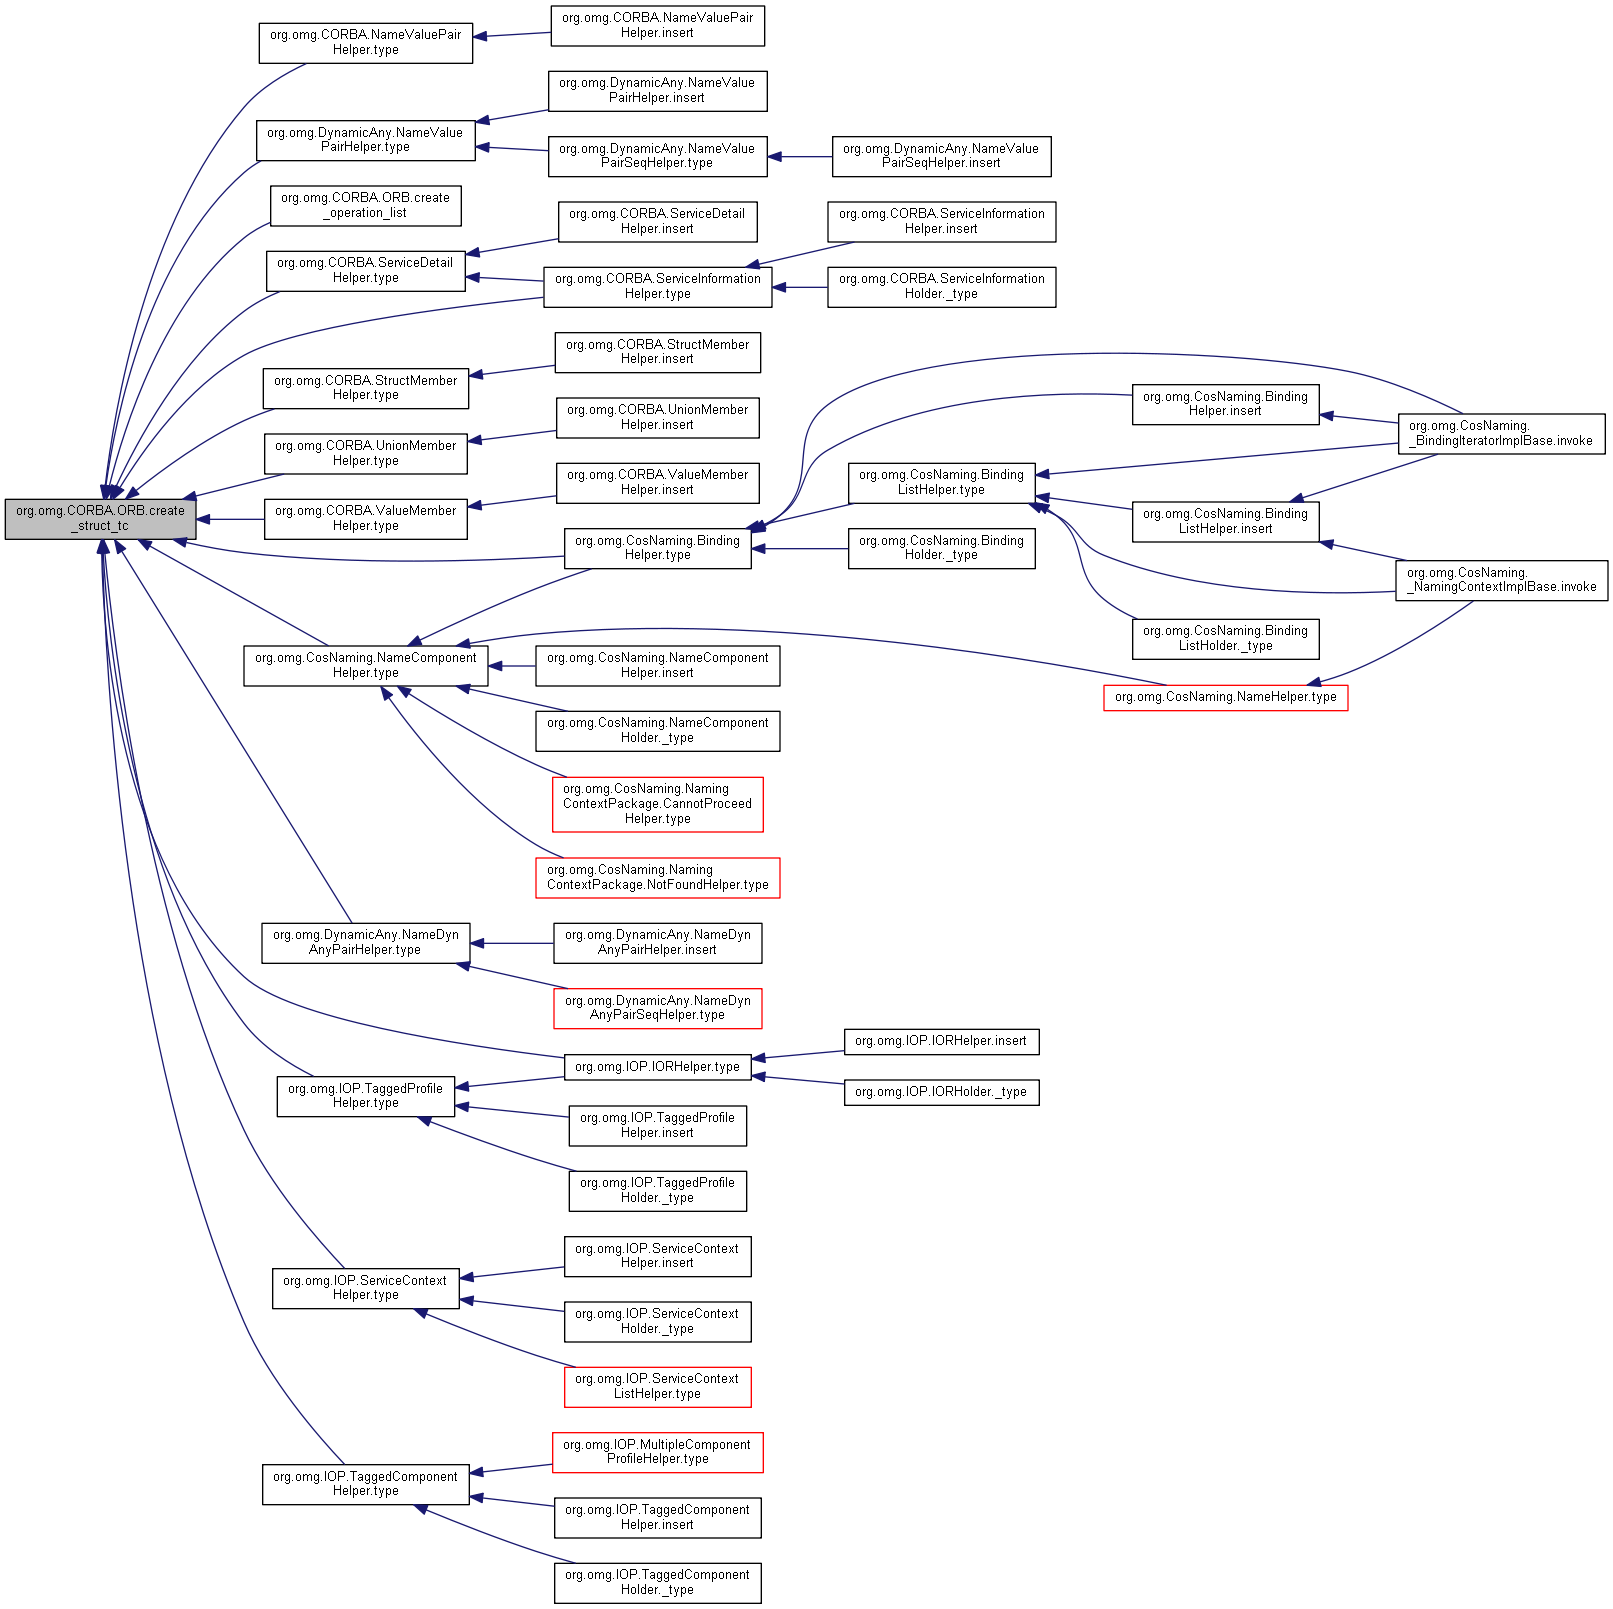 org.omg.CORBA.NameValuePair
Helper.insert
org.omg.CORBA.NameValuePair
Helper.type
org.omg.DynamicAny.NameValue
PairHelper.insert
org.omg.DynamicAny.NameValue
PairHelper.type
org.omg.DynamicAny.NameValue
PairSeqHelper.type
org.omg.DynamicAny.NameValue
PairSeqHelper.insert
org.omg.CORBA.ORB.create
_operation_list
org.omg.CORBA.ServiceDetail
Helper.insert
org.omg.CORBA.ServiceInformation
Helper.insert
org.omg.CORBA.ServiceDetail
Helper.type
org.omg.CORBA.ServiceInformation
Helper.type
org.omg.CORBA.ServiceInformation
Holder._type
org.omg.CORBA.StructMember
Helper.insert
org.omg.CORBA.StructMember
Helper.type
org.omg.CORBA.UnionMember
Helper.insert
org.omg.CORBA.UnionMember
Helper.type
org.omg.CORBA.ValueMember
Helper.insert
org.omg.CORBA.ValueMember
Helper.type
org.omg.CORBA.ORB.create
_struct_tc
org.omg.CosNaming.Binding
Helper.insert
org.omg.CosNaming.
_BindingIteratorImplBase.invoke
org.omg.CosNaming.Binding
ListHelper.type
org.omg.CosNaming.Binding
ListHelper.insert
org.omg.CosNaming.Binding
Helper.type
org.omg.CosNaming.Binding
Holder._type
org.omg.CosNaming.
_NamingContextImplBase.invoke
org.omg.CosNaming.Binding
ListHolder._type
org.omg.CosNaming.NameComponent
Helper.type
org.omg.CosNaming.NameComponent
Helper.insert
org.omg.CosNaming.NameHelper.type
org.omg.CosNaming.NameComponent
Holder._type
org.omg.CosNaming.Naming
ContextPackage.CannotProceed
Helper.type
org.omg.CosNaming.Naming
ContextPackage.NotFoundHelper.type
org.omg.DynamicAny.NameDyn
AnyPairHelper.type
org.omg.DynamicAny.NameDyn
AnyPairHelper.insert
org.omg.DynamicAny.NameDyn
AnyPairSeqHelper.type
org.omg.IOP.IORHelper.insert
org.omg.IOP.IORHelper.type
org.omg.IOP.IORHolder._type
org.omg.IOP.TaggedProfile
Helper.type
org.omg.IOP.TaggedProfile
Helper.insert
org.omg.IOP.TaggedProfile
Holder._type
org.omg.IOP.ServiceContext
Helper.insert
org.omg.IOP.ServiceContext
Helper.type
org.omg.IOP.ServiceContext
Holder._type
org.omg.IOP.ServiceContext
ListHelper.type
org.omg.IOP.MultipleComponent
ProfileHelper.type
org.omg.IOP.TaggedComponent
Helper.type
org.omg.IOP.TaggedComponent
Helper.insert
org.omg.IOP.TaggedComponent
Holder._type